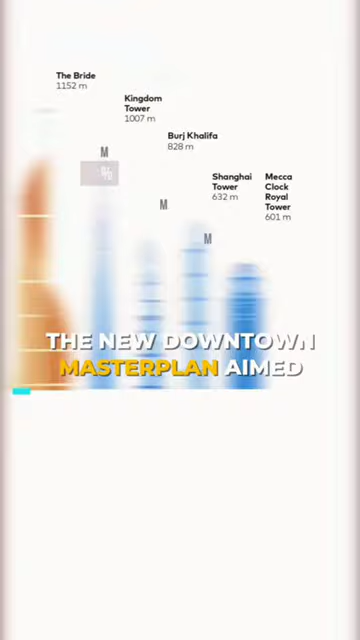 The Bride
1152 m
Kingdom
Tower
1007 m
Burj Khalifa
828 m
Shanghai
Tower
632 m
Mecca
Clock
Royal
Tower
601 m
M
M
M
THE NEW DOWNTOWN
MASTERPLAN AIMED